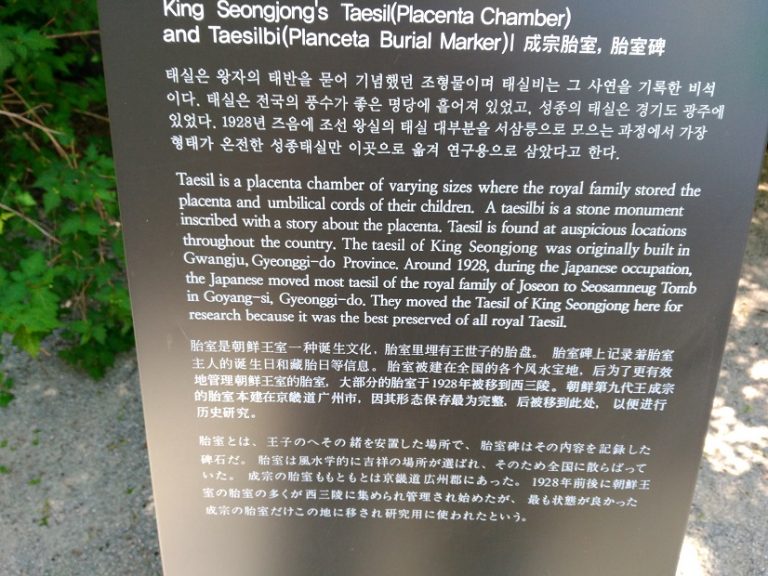 King Seongjong's Taesil(Placenta Chamber)
and Taesilbi(Planceta Burial Marker)| 成宗胎室, 胎室碑
태실은 왕자의 태반을 묻어 기념했던 조형물이며 태실비는 그 사연을 기록한 비석
이다. 태실은 전국의 풍수가 좋은 명당에 흩어져 있었고, 성종의 태실은 경기도 광주에
있었다. 1928년 즈음에 조선 왕실의 태실 대부분을 서삼릉으로 모으는 과정에서 가장
형태가 온전한 성종태실만 이곳으로 옮겨 연구용으로 삼았다고 한다.
Taesil is a placenta chamber of varying sizes where the royal family stored the
placenta and umbilical cords of their children. A taesilbi is a stone monument
inscribed with a story about the placenta. Taesil is found at auspicious locations
throughout the country. The taesil of King Seongjong was originally built in
Gwangju, Gyeonggi-do Province. Around 1928, during the Japanese occupation,
the Japanese moved most taesil of the royal family of Joseon to Seosamneug Tomb
in Goyang-si, Gyeonggi-do. They moved the Taesil of King Seongjong here for
research because it was the best preserved of all royal Taesil.
胎室是朝鲜王室一种诞生文化，胎室里埋有王世子的胎盘。 胎室碑上记录着胎室
主人的诞生日和藏胎日等信息。 胎室被建在全国的各个风水宝地，后为了更有效
地管理朝鲜王室的胎室，大部分的胎室于1928年被移到西三陵。 朝鲜第九代王成宗
的胎室本建在京畿道广州市，因其形态保存最为完整，后被移到此处， 以便进行
历史研究。
胎室とは、王子のへその緒を安置した場所で、胎室碑はその内容を記録した
碑石だ。 胎室は風水学的に吉祥の場所が選ばれ、そのため全国に散らばって
いた。 成宗の胎室ももともとは京畿道広州郡にあった。 1928年前後に朝鮮王
室の胎室の多くが西三陵に集められ管理され始めたが、 最も状態が良かった
成宗の胎室だけこの地に移され研究用に使われたという。